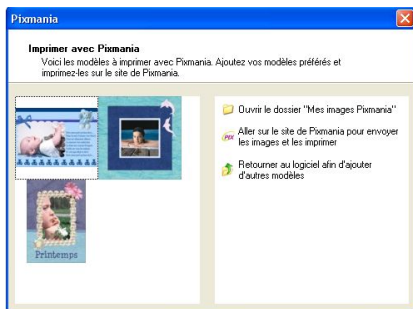 Pixmania
Imprimer avec Pixmania
Voici les modèles à imprimer avec Pixmania. Ajoutez vos modèles préférés et
imprimez-les sur le site de Pixmania.
Ouvrir le dossier "Mes images Pixmania"
PIX
Aller sur le site de Pixmania pour envoyer
les images et les imprimer
Retourner au logiciel afin d'ajouter
d'autres modèles
Printemps